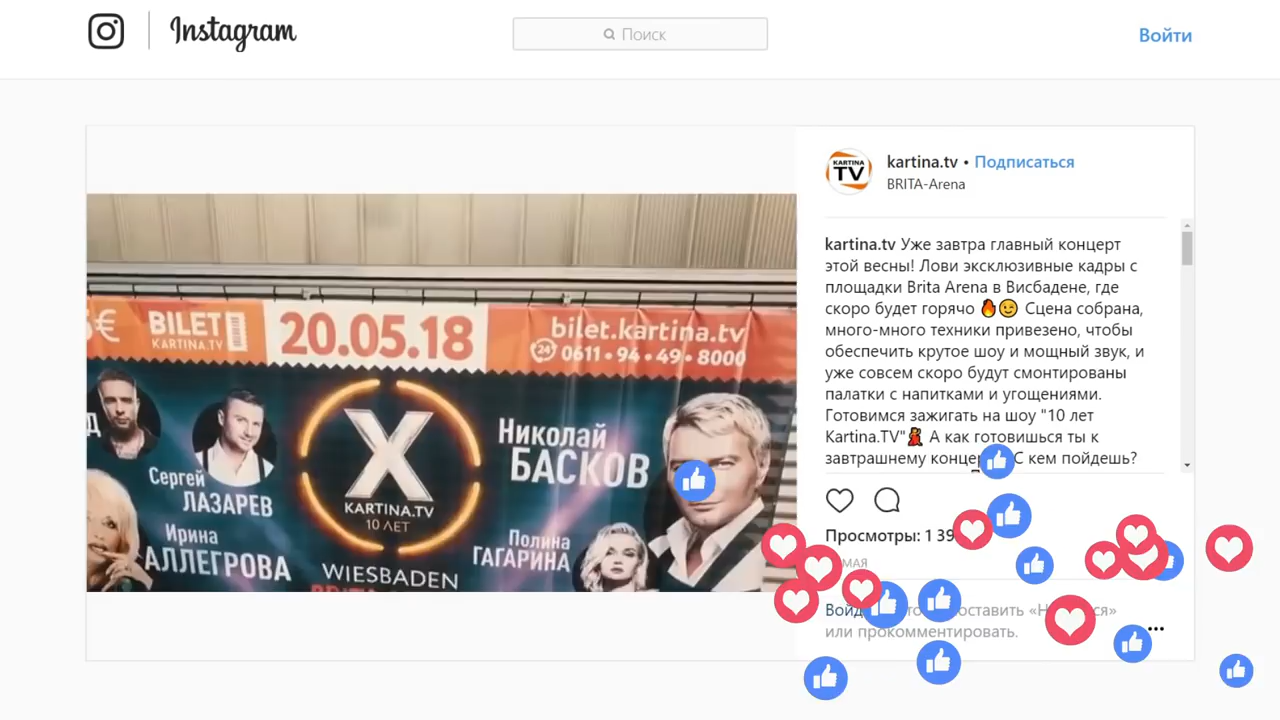 Instagram
Поиск
Войти
BILET
KARTINA.TV
20.05.18
bilet.kartina.tv
24 0611 • 94 • 49 • 8000
Сергей
ЛАЗАРЕВ
Ирина
АЛЛЕГРОВА
X
KARTINA.TV
10 ЛЕТ
WIESBADEN
Николай
БАСКОВ
Полина
ГАГАРИНА
KARTINA
TV
kartina.tv • Подписаться
BRITA-Arena
kartina.tv Уже завтра главный концерт
этой весны! Лови эксклюзивные кадры с
площадки Brita Arena в Висбадене, где
скоро будет горячо 🔥😉 Сцена собрана,
много-много техники привезено, чтобы
обеспечить крутое шоу и мощный звук, и
уже совсем скоро будут смонтированы
палатки с напитками и угощениями.
Готовимся зажигать на шоу "10 лет
Kartina.TV"💃 А как готовишься ты к
завтрашнему С кем пойдешь?
Просмотры: 1
МАЯ
или прокомментировать.